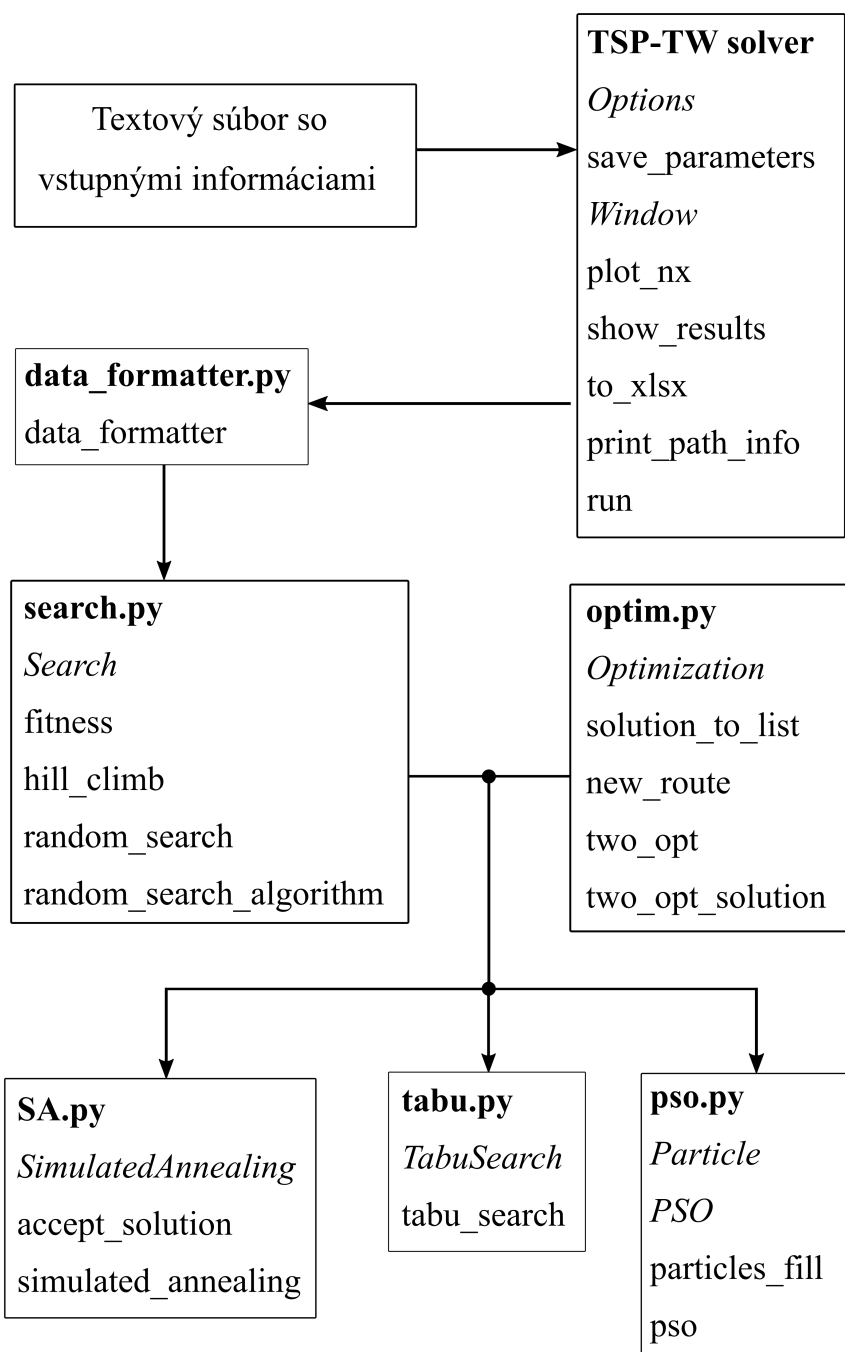 Textový súbor so
vstupnými informáciami
TSP-TW solver
Options
save_parameters
Window
plot_nx
show_results
to_xlsx
print_path_info
run
data_formatter.py
data_formatter
search.py
Search
fitness
hill_climb
random_search
random_search_algorithm
optim.py
Optimization
solution_to_list
new_route
two_opt
two_opt_solution
SA.py
SimulatedAnnealing
accept_solution
simulated_annealing
tabu.py
TabuSearch
tabu_search
pso.py
Particle
PSO
particles_fill
pso